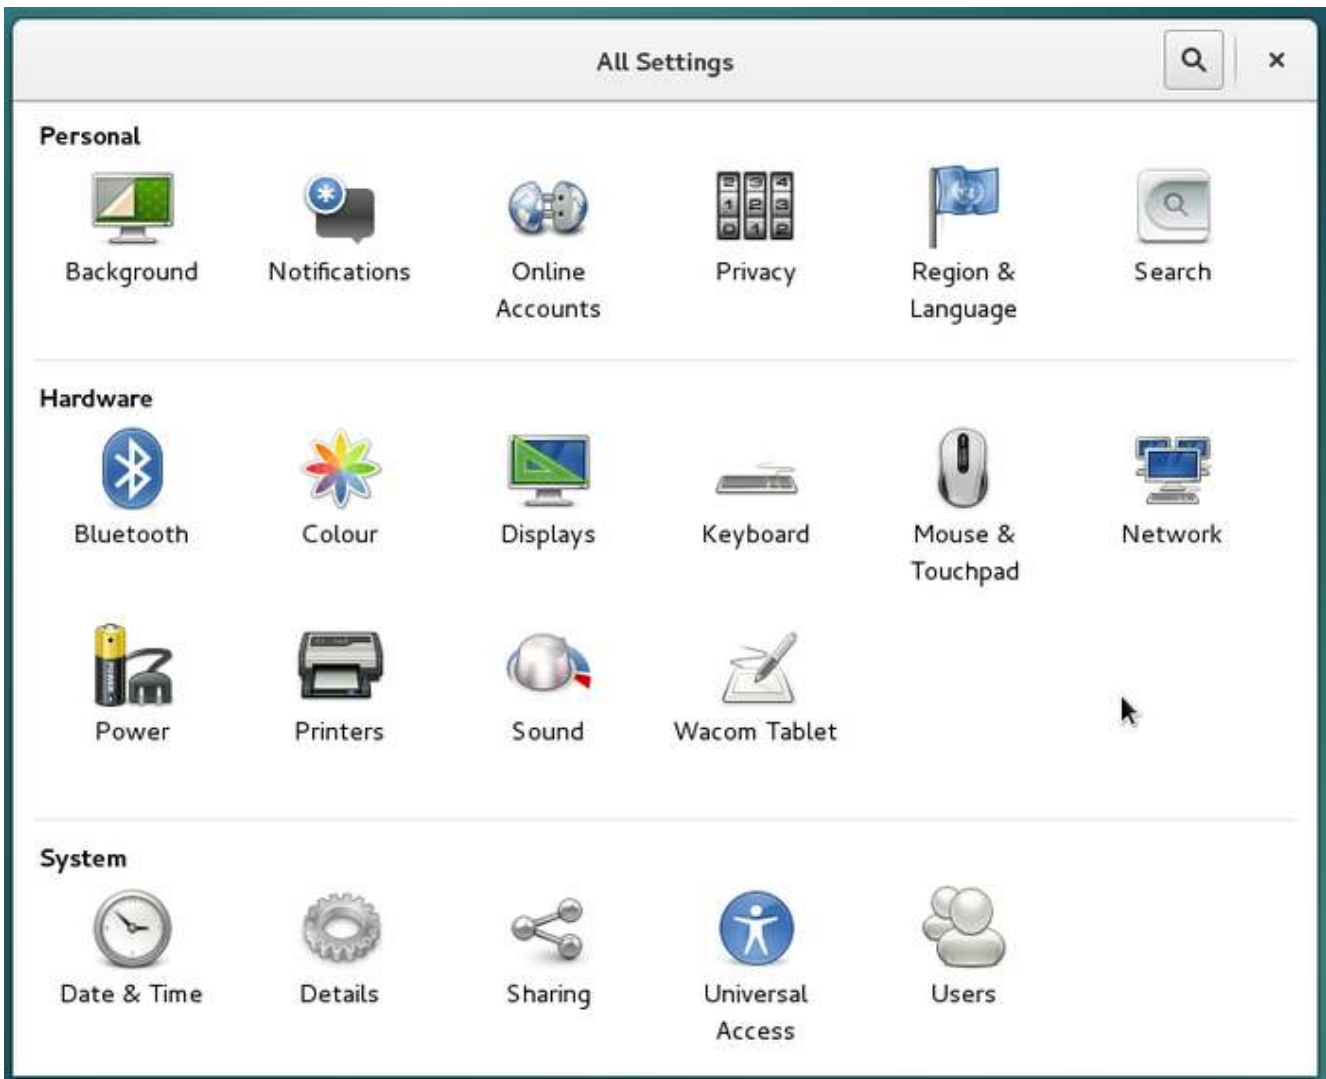 All Settings
Personal
Background
Notifications
Online
Accounts
Privacy
Region &
Language
Search
Hardware
Bluetooth
Colour
Displays
Keyboard
Mouse &
Touchpad
Network
Power
Printers
Sound
Wacom Tablet
System
Date & Time
Details
Sharing
Universal
Access
Users